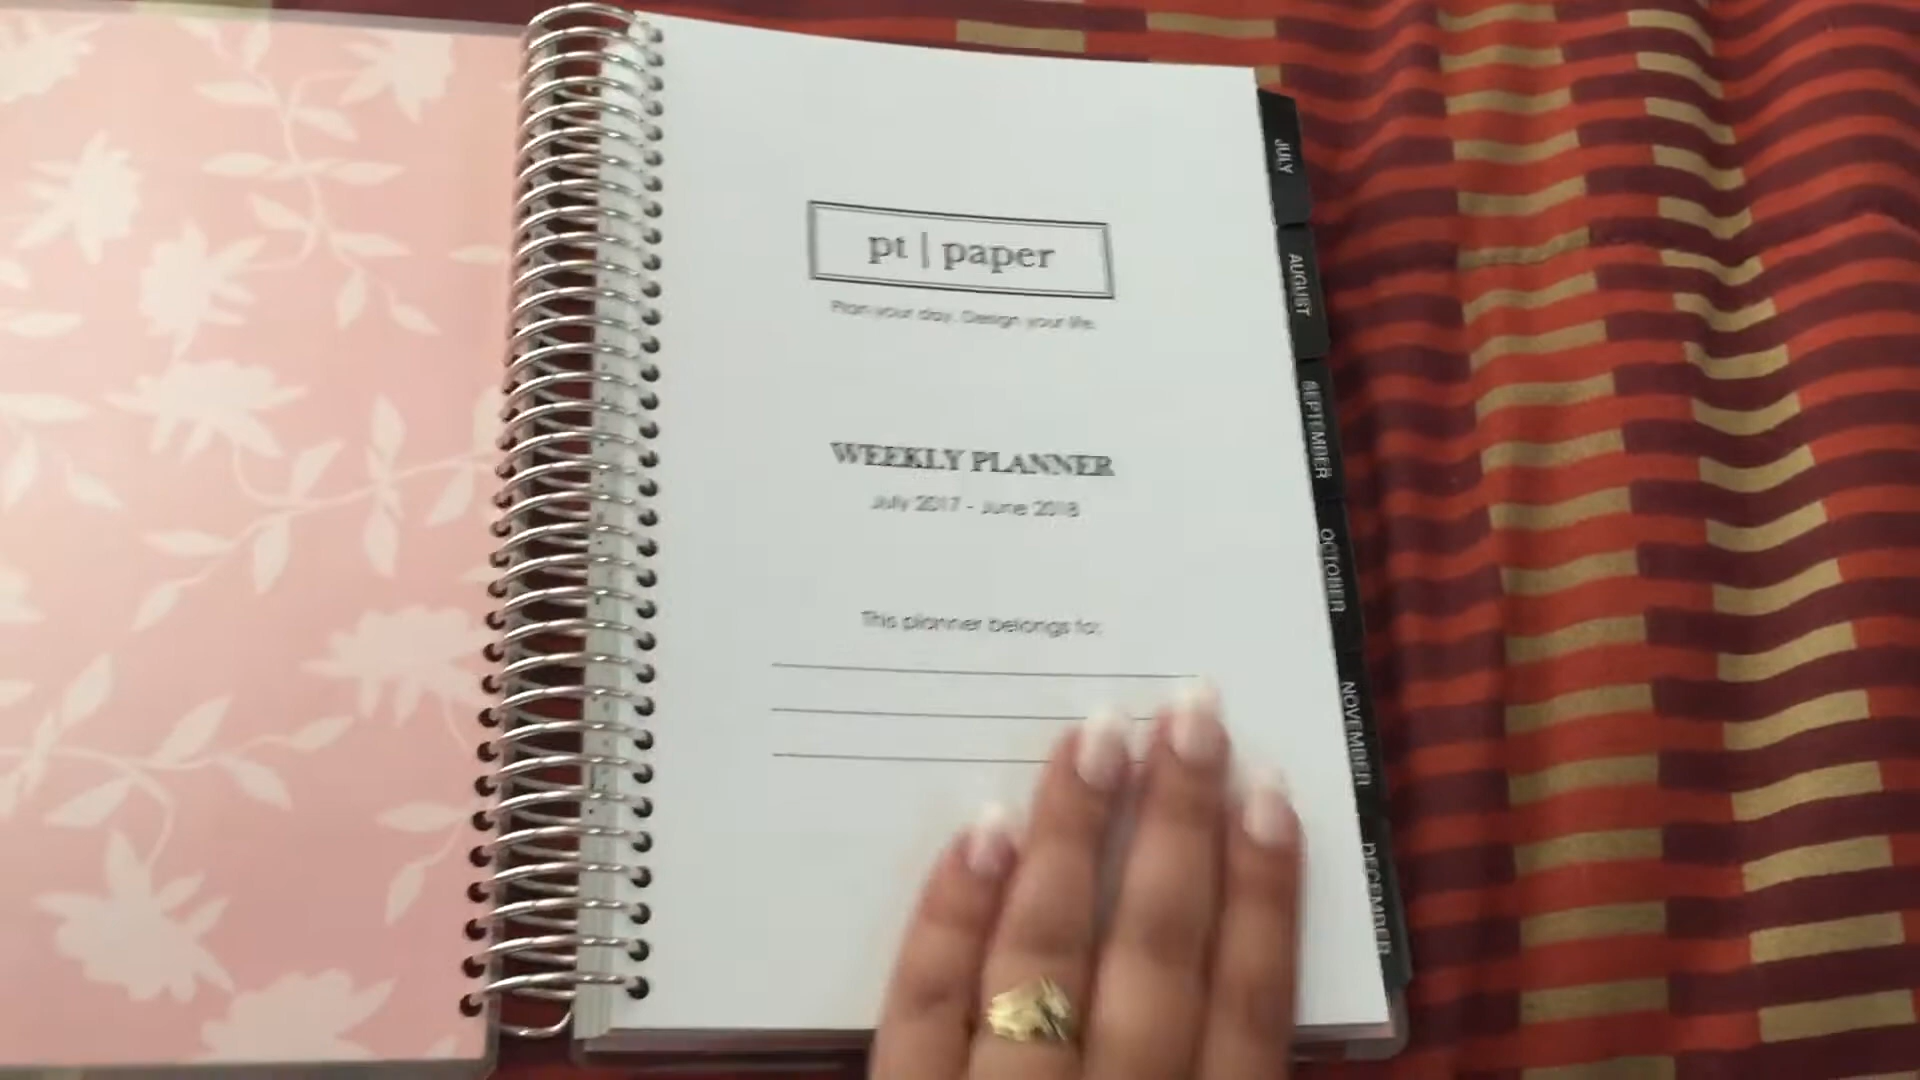 pt | paper
Plan your day. Design your life.
WEEKLY PLANNER
July 2017 - June 2018
This planner belongs to:
JULY
AUGUST
SEPTEMBER
OCTOBER
NOVEMBER
DECEMBER